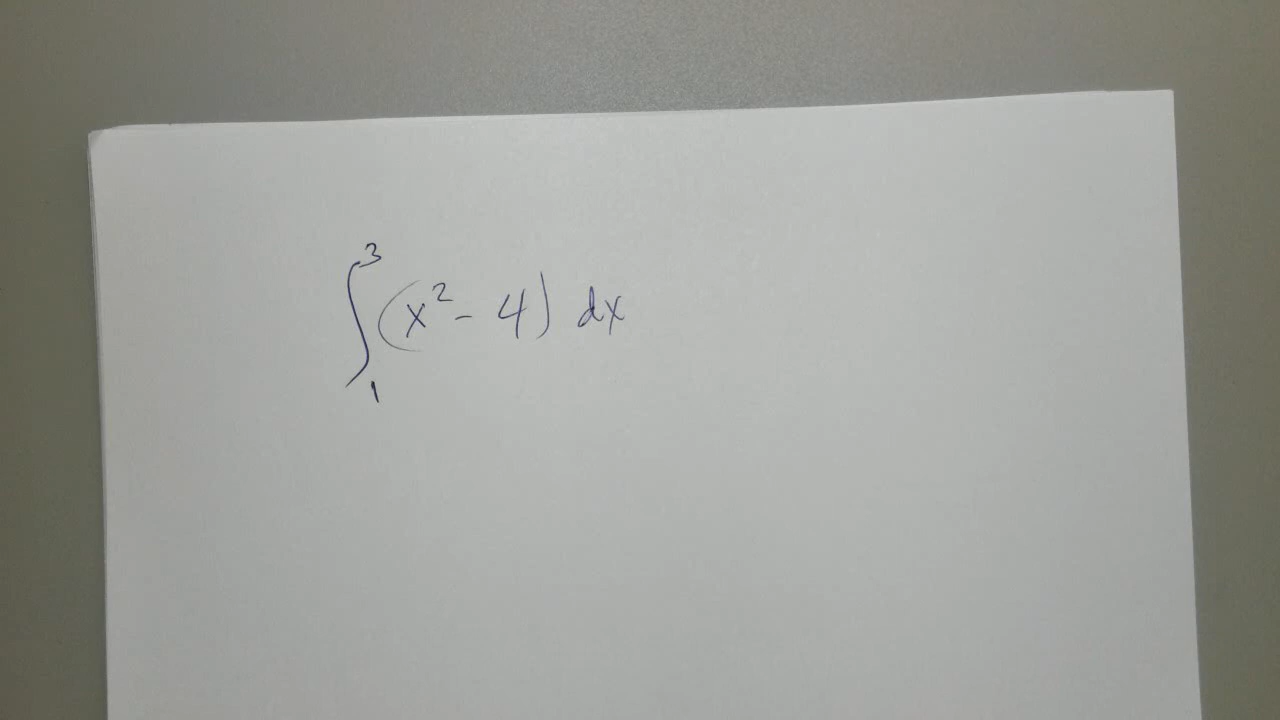 ∫₁³ (x² - 4) dx